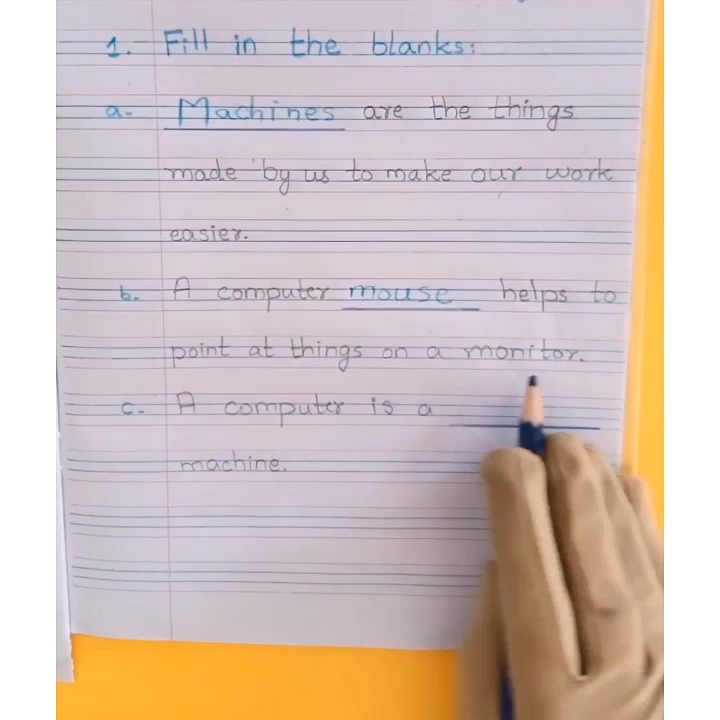 1. Fill in the blanks:
a- Machines are the things
made by us to make our work
easier.
b. A computer mouse helps to
point at things on a monitor.
c- A computer is a ________
machine.